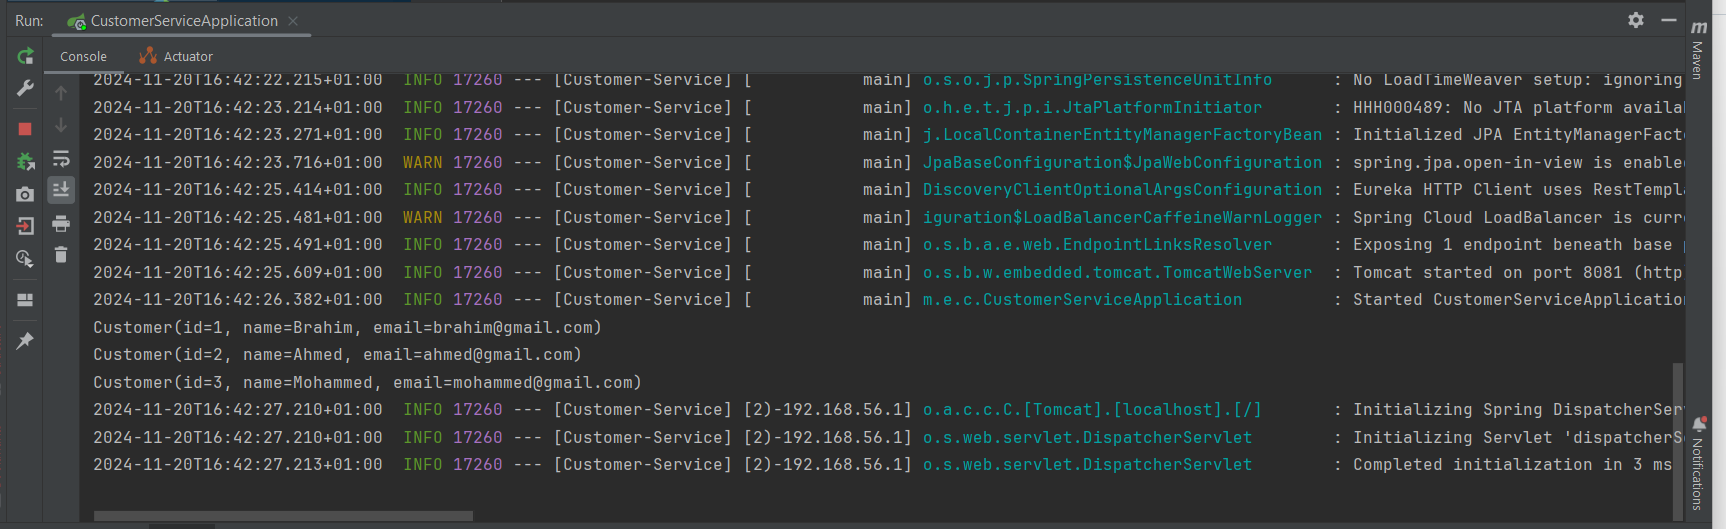 Run: CustomerServiceApplication
Console Actuator
2024-11-20T16:42:22.215+01:00 INFO 17260 --- [Customer-Service] [ main] o.s.o.j.p.SpringPersistenceUnitInfo : No LoadTimeWeaver setup: ignoring
2024-11-20T16:42:23.214+01:00 INFO 17260 --- [Customer-Service] [ main] o.h.e.t.j.p.i.JtaPlatformInitiator : HHH000489: No JTA platform availa
2024-11-20T16:42:23.271+01:00 INFO 17260 --- [Customer-Service] [ main] j.LocalContainerEntityManagerFactoryBean : Initialized JPA EntityManagerFact
2024-11-20T16:42:23.716+01:00 WARN 17260 --- [Customer-Service] [ main] JpaBaseConfiguration$JpaWebConfiguration : spring.jpa.open-in-view is enable
2024-11-20T16:42:25.414+01:00 INFO 17260 --- [Customer-Service] [ main] DiscoveryClientOptionalArgsConfiguration : Eureka HTTP Client uses RestTempl
2024-11-20T16:42:25.481+01:00 WARN 17260 --- [Customer-Service] [ main] iguration$LoadBalancerCaffeineWarnLogger : Spring Cloud LoadBalancer is curr
2024-11-20T16:42:25.491+01:00 INFO 17260 --- [Customer-Service] [ main] o.s.b.a.e.web.EndpointLinksResolver : Exposing 1 endpoint beneath base
2024-11-20T16:42:25.609+01:00 INFO 17260 --- [Customer-Service] [ main] o.s.b.w.embedded.tomcat.TomcatWebServer : Tomcat started on port 8081 (http
2024-11-20T16:42:26.382+01:00 INFO 17260 --- [Customer-Service] [ main] m.e.c.CustomerServiceApplication : Started CustomerServiceApplication
Customer(id=1, name=Brahim, email=brahim@gmail.com)
Customer(id=2, name=Ahmed, email=ahmed@gmail.com)
Customer(id=3, name=Mohammed, email=mohammed@gmail.com)
2024-11-20T16:42:27.210+01:00 INFO 17260 --- [Customer-Service] [2)-192.168.56.1] o.a.c.c.C.[Tomcat].[localhost].[/] : Initializing Spring DispatcherSer
2024-11-20T16:42:27.210+01:00 INFO 17260 --- [Customer-Service] [2)-192.168.56.1] o.s.web.servlet.DispatcherServlet : Initializing Servlet 'dispatcherS
2024-11-20T16:42:27.213+01:00 INFO 17260 --- [Customer-Service] [2)-192.168.56.1] o.s.web.servlet.DispatcherServlet : Completed initialization in 3 ms
m Maven
Notifications